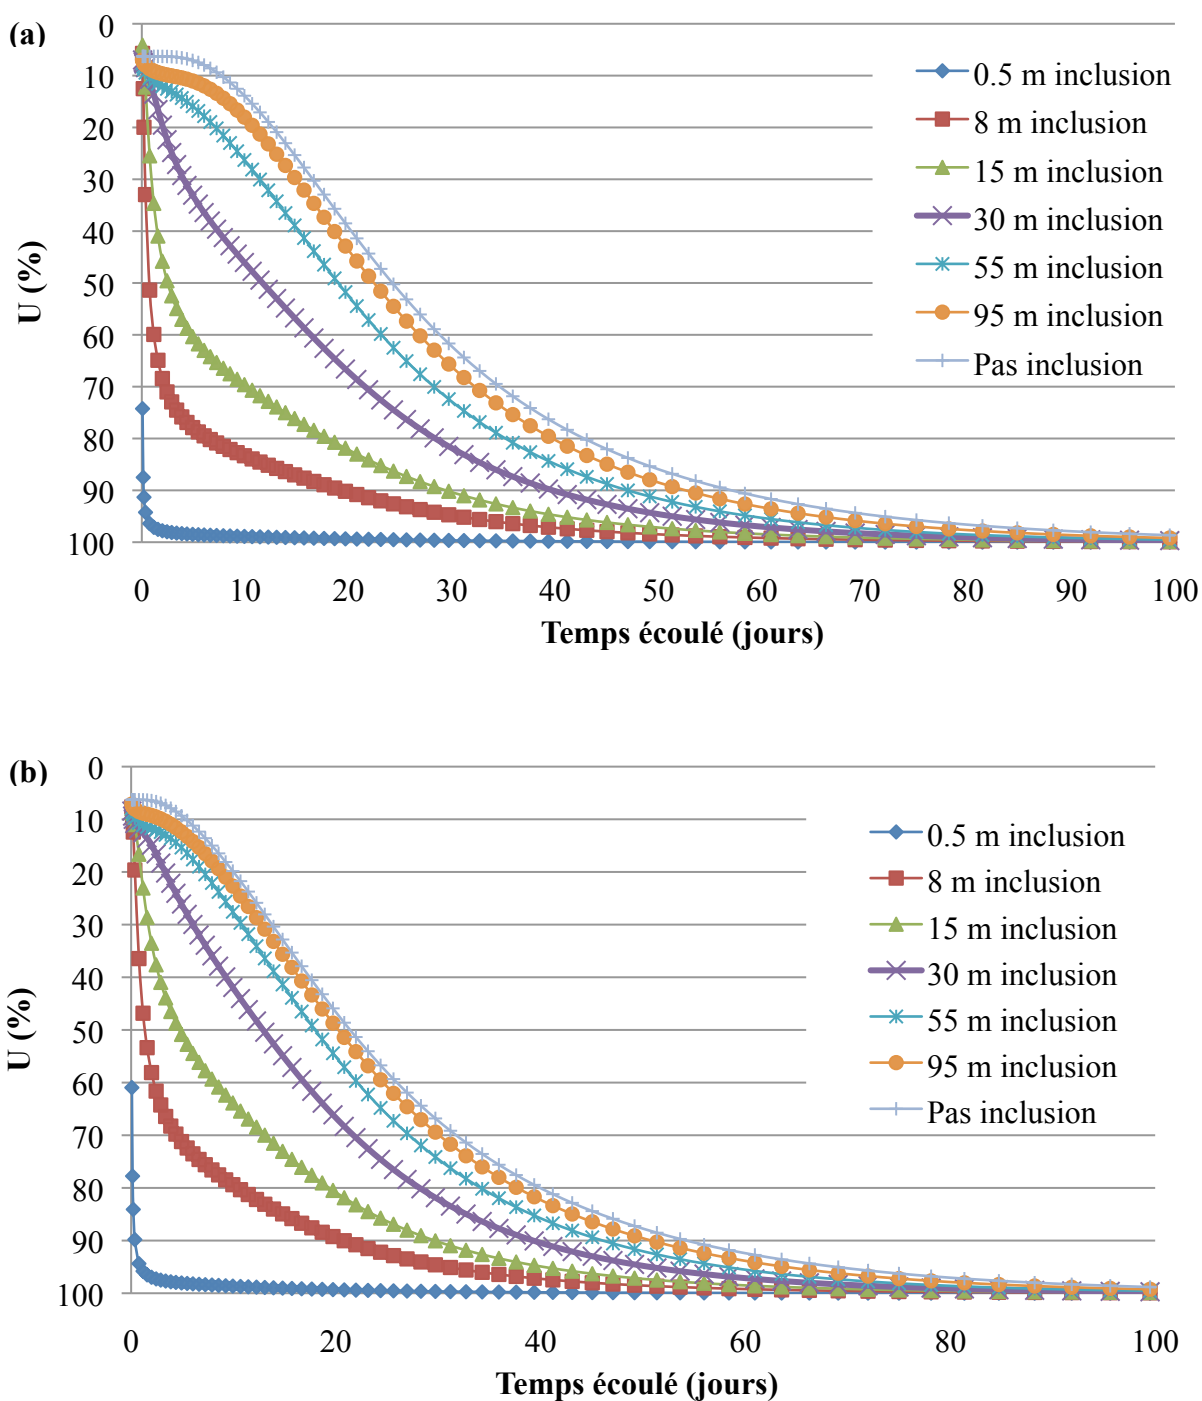 (a)
U (%)
0
10
20
30
40
50
60
70
80
90
100
0.5 m inclusion
8 m inclusion
15 m inclusion
30 m inclusion
55 m inclusion
95 m inclusion
Pas inclusion
0 10 20 30 40 50 60 70 80 90 100
Temps écoulé (jours)
(b)
U (%)
0
10
20
30
40
50
60
70
80
90
100
0.5 m inclusion
8 m inclusion
15 m inclusion
30 m inclusion
55 m inclusion
95 m inclusion
Pas inclusion
0 20 40 60 80 100
Temps écoulé (jours)